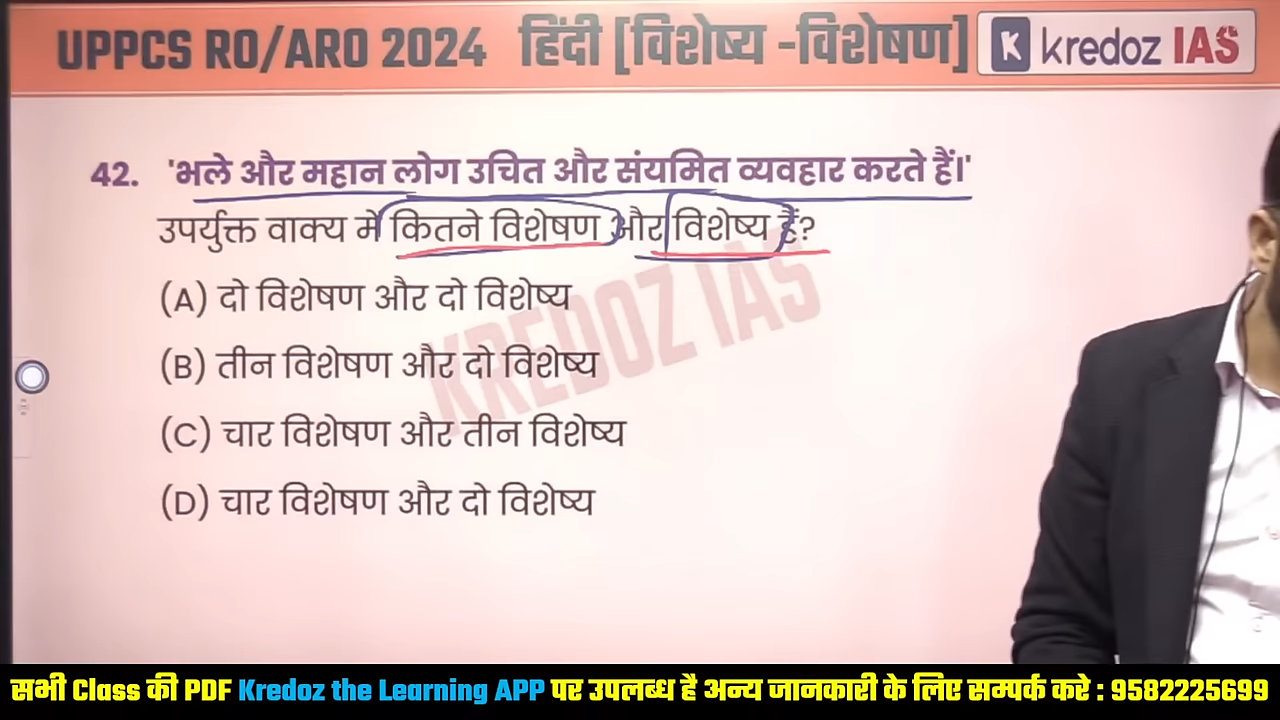 UPPCS RO/ARO 2024 हिंदी [विशेष्य -विशेषण]
K kredoz IAS
42. 'भले और महान लोग उचित और संयमित व्यवहार करते हैं।'
उपर्युक्त वाक्य में कितने विशेषण और विशेष्य हैं?
(A) दो विशेषण और दो विशेष्य
(B) तीन विशेषण और दो विशेष्य
(C) चार विशेषण और तीन विशेष्य
(D) चार विशेषण और दो विशेष्य
KREDOZ IAS
सभी Class की PDF Kredoz the Learning APP पर उपलब्ध है अन्य जानकारी के लिए सम्पर्क करे : 9582225699